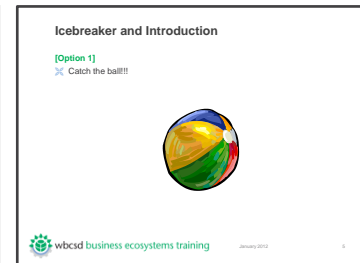 Icebreaker and Introduction
[Option 1]
Catch the ball!!!
wbcsd business ecosystems training
January 2012
5